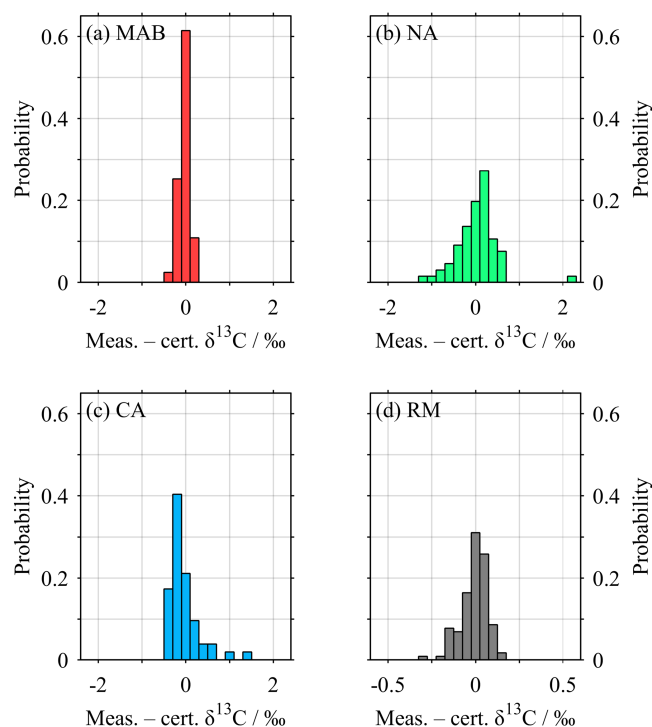 (a) MAB
0.6
0.4
0.2
0
Probability
-2
0
2
Meas. – cert. δ¹³C / ‰
(b) NA
0.6
0.4
0.2
0
Probability
-2
0
2
Meas. – cert. δ¹³C / ‰
(c) CA
0.6
0.4
0.2
0
Probability
-2
0
2
Meas. – cert. δ¹³C / ‰
(d) RM
0.6
0.4
0.2
0
Probability
-0.5
0
0.5
Meas. – cert. δ¹³C / ‰